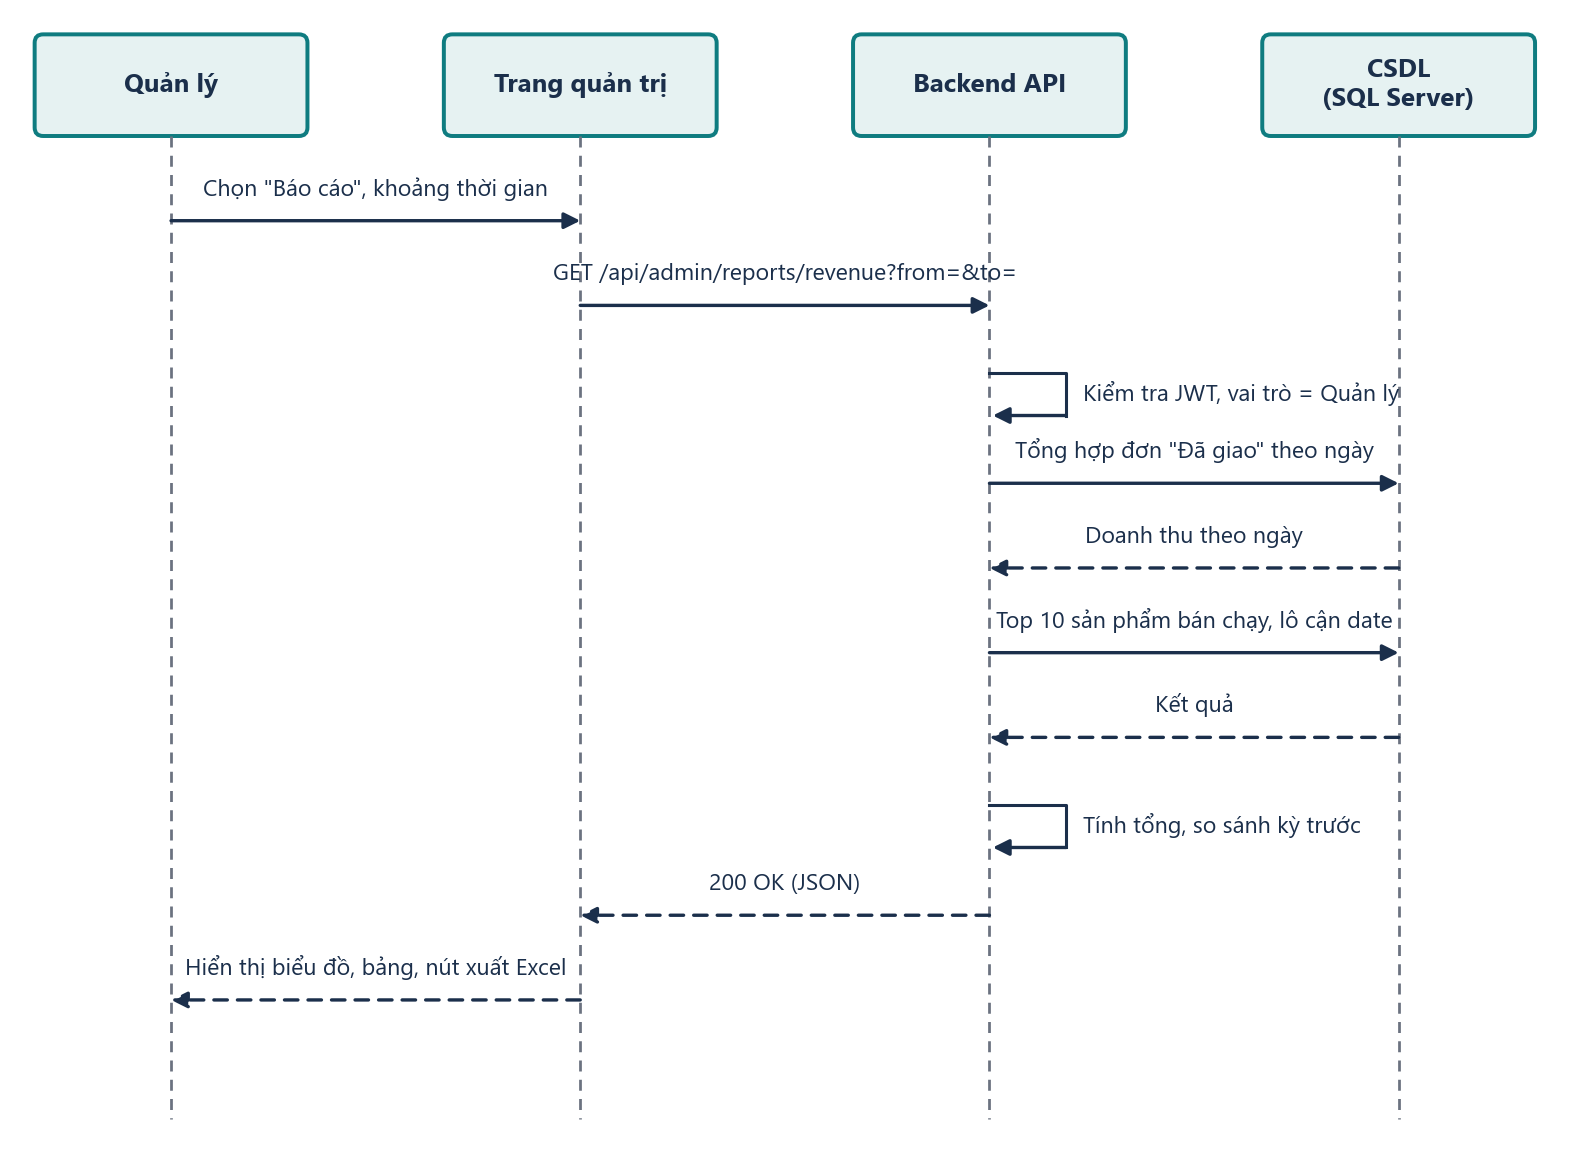 Quản lý
Trang quản trị
Backend API
CSDL
(SQL Server)
Chọn "Báo cáo", khoảng thời gian
GET /api/admin/reports/revenue?from=&to=
Kiểm tra JWT, vai trò = Quản lý
Tổng hợp đơn "Đã giao" theo ngày
Doanh thu theo ngày
Top 10 sản phẩm bán chạy, lô cận date
Kết quả
Tính tổng, so sánh kỳ trước
200 OK (JSON)
Hiển thị biểu đồ, bảng, nút xuất Excel